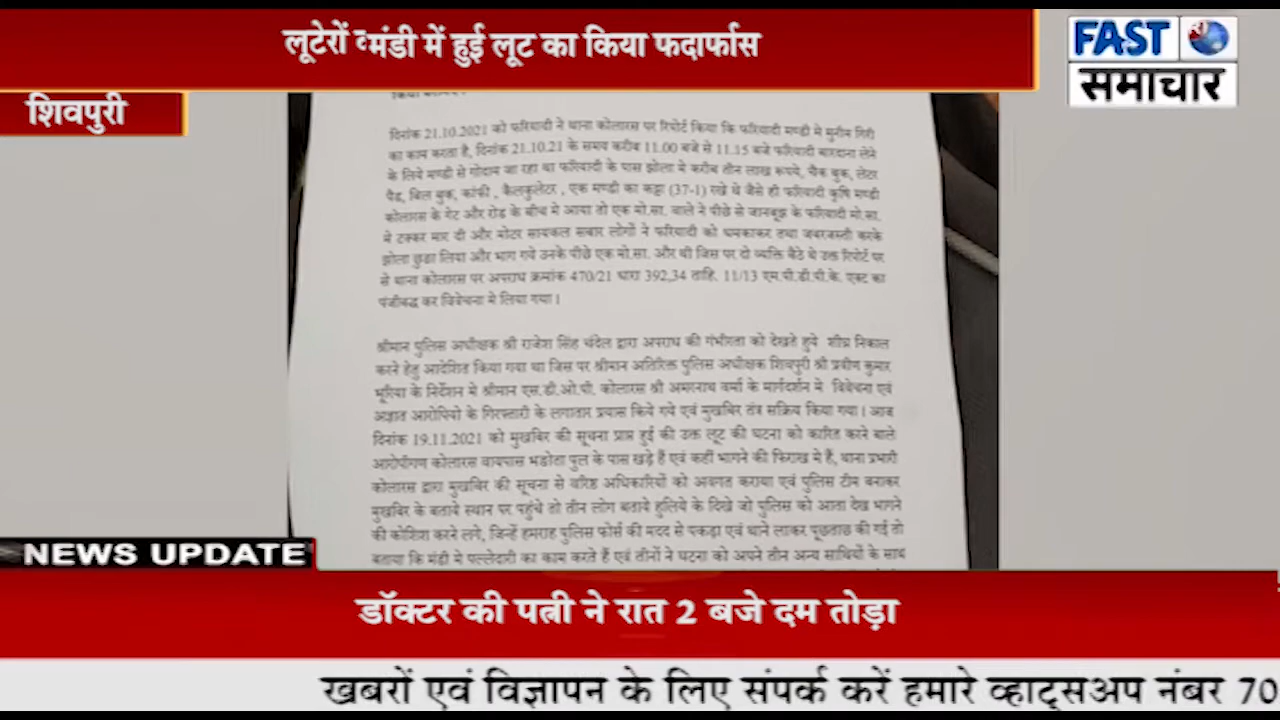 लूटेरों मंडी में हुई लूट का किया फदार्फास
FAST
समाचार
शिवपुरी
दिनांक 21.10.2021 को फरियादी ने थाना कोलारस पर रिपोर्ट किया कि फरियादी मण्डी मे मुनीम गिरी
का काम करता है, दिनांक 21.10.21 के समय करीब 11.00 बजे से 11.15 बजे फरियादी बारदाना लेने
के लिये मण्डी से गोदाम जा रहा था फरियादी के पास झोला मे करीब तीन लाख रूपये, चैक बुक, लेटर
पैड, बिल बुक, कांफी , कैलकुलेटर , एक मण्डी का कट्टा (37-1) रखे थे जैसे ही फरियादी कृषि मण्डी
कोलारस के गेट और रोड के बीच मे आया तो एक मो.सा. वाले ने पीछे से जानबूझ के फरियादी मो.सा.
मे टक्कर मार दी और मोटर सायकल सबार लोगों ने फरियादी को धमकाकर तथा जबरजस्ती करके
झोला छुडा लिया और भाग गये उनके पीछे एक मो.सा. और थी जिस पर दो व्यक्ति बैठे थे उक्त रिपोर्ट पर
से थाना कोलारस पर अपराध क्रमांक 470/21 धारा 392,34 ताहि. 11/13 एम.पी.डी.पी.के. एक्ट का
पंजीबद्ध कर विवेचना मे लिया गया।
श्रीमान पुलिस अधीक्षक श्री राजेश सिंह चंदेल द्वारा अपराध की गंभीरता को देखते हुये शीघ्र निकाल
करने हेतु आदेशित किया गया था जिस पर श्रीमान अतिरिक्त पुलिस अधीक्षक शिवपुरी श्री प्रवीण कुमार
भूरिया के निर्देशन मे श्रीमान एस.डी.ओ.पी. कोलारस श्री अमरनाथ वर्मा के मार्गदर्शन मे विवेचना एवं
अज्ञात आरोपियो के गिरफ्तारी के लगातार प्रयास किये गये एवं मुखबिर तंत्र सक्रिय किया गया। आज
दिनांक 19.11.2021 को मुखबिर की सूचना प्राप्त हुई की उक्त लूट की घटना को कारित करने बाले
आरोपीगण कोलारस वायपास भडोता पुल के पास खड़े हैं एवं कहीं भागने की फिराख मे हैं, थाना प्रभारी
कोलारस द्वारा मुखबिर की सूचना से वरिष्ठ अधिकारियों को अवगत कराया एवं पुलिस टीम बनाकर
मुखबिर के बताये स्थान पर पहुंचे तो तीन लोग बताये हुलिये के दिखे जो पुलिस को आता देख भागने
की कोशिश करने लगे, जिन्हें हमराह पुलिस फोर्स की मदद से पकड़ा एवं थाने लाकर पूछताछ की गई तो
बताया कि मंडी मे पल्लेदारी का काम करते हैं एवं तीनों ने घटना को अपने तीन अन्य साथियों के साथ
NEWS UPDATE
डॉक्टर की पत्नी ने रात 2 बजे दम तोड़ा
खबरों एवं विज्ञापन के लिए संपर्क करें हमारे व्हाट्सअप नंबर 70